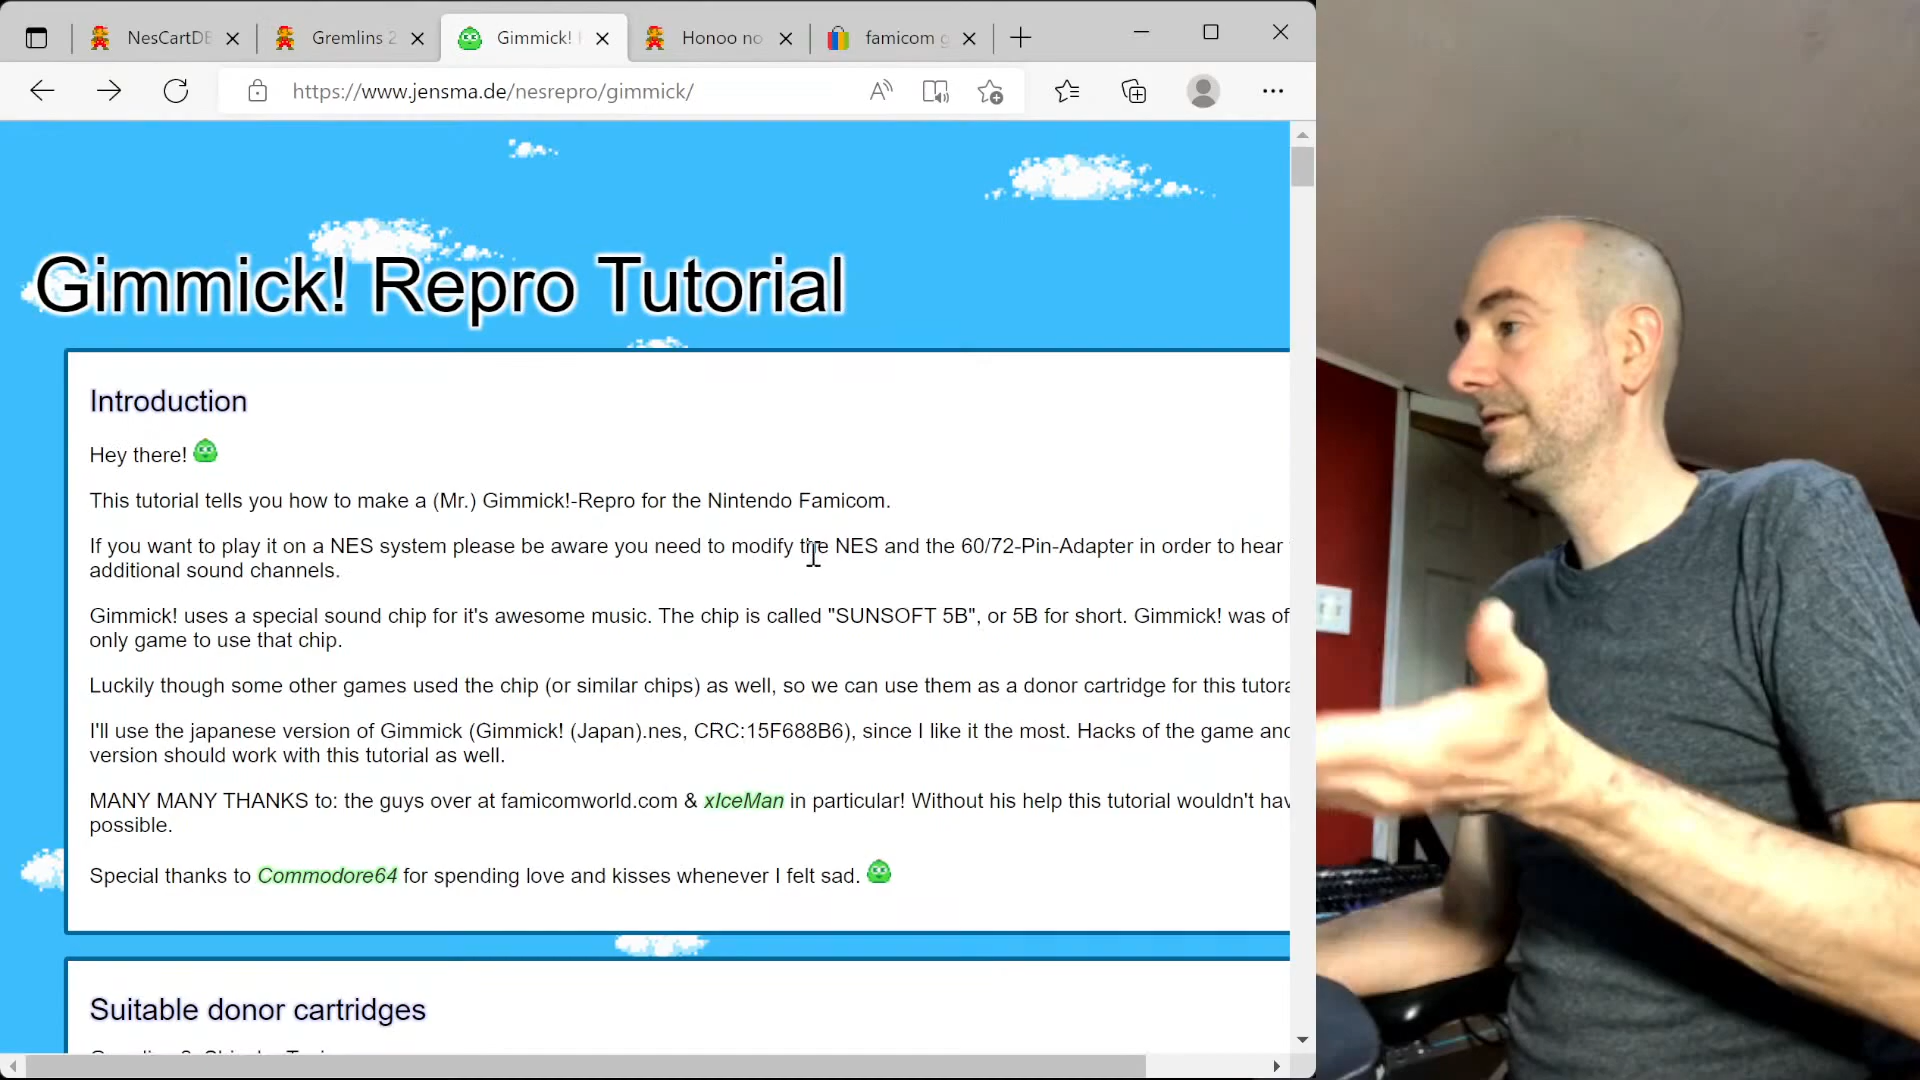 NesCartDB
Gremlins 2
Gimmick!
Honoo no
famicom g
https://www.jensma.de/nesrepro/gimmick/
Gimmick! Repro Tutorial
Introduction
Hey there!
This tutorial tells you how to make a (Mr.) Gimmick!-Repro for the Nintendo Famicom.
If you want to play it on a NES system please be aware you need to modify the NES and the 60/72-Pin-Adapter in order to hear
additional sound channels.
Gimmick! uses a special sound chip for it's awesome music. The chip is called "SUNSOFT 5B", or 5B for short. Gimmick! was of
only game to use that chip.
Luckily though some other games used the chip (or similar chips) as well, so we can use them as a donor cartridge for this tutora
I'll use the japanese version of Gimmick (Gimmick! (Japan).nes, CRC:15F688B6), since I like it the most. Hacks of the game and
version should work with this tutorial as well.
MANY MANY THANKS to: the guys over at famicomworld.com & xIceMan in particular! Without his help this tutorial wouldn't hav
possible.
Special thanks to Commodore64 for spending love and kisses whenever I felt sad.
Suitable donor cartridges